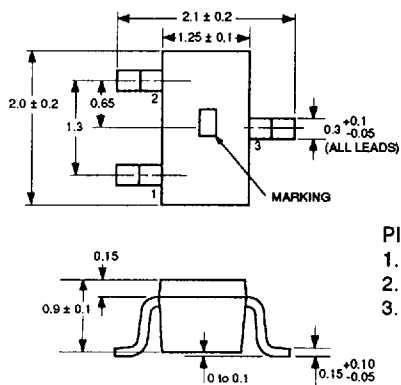 2.1 ± 0.2
1.25 ± 0.1
2
2.0 ± 0.2
0.65
1.3
3
0.3 +0.1 -0.05
(ALL LEADS)
1
MARKING
PI
1.
2.
3.
0.15
0.9 ± 0.1
0 to 0.1
0.15 +0.10 -0.05